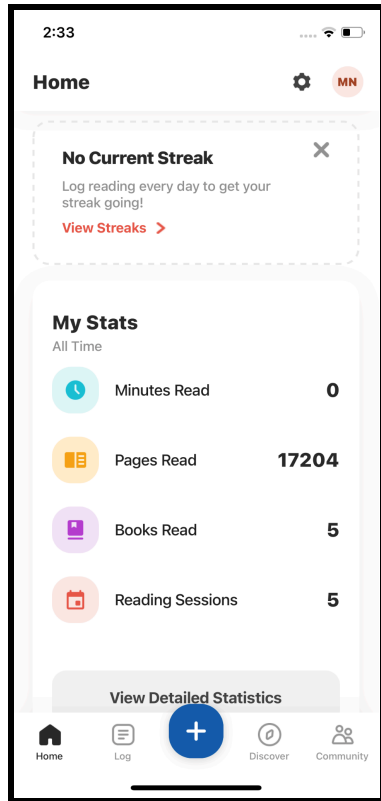 2:33
Home
MN
No Current Streak
Log reading every day to get your
streak going!
View Streaks
My Stats
All Time
Minutes Read 0
Pages Read 17204
Books Read 5
Reading Sessions 5
View Detailed Statistics
Home Log Discover Community